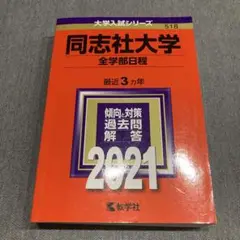 大学入試シリーズ
518
同志社大学
全学部日程
最近3カ年
傾向と対策
過去問
解答
2021
教学社